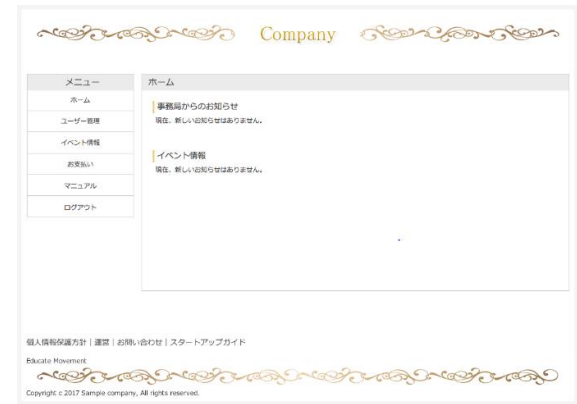 Company
メニュー
ホーム
ユーザー管理
イベント情報
お支払い
マニュアル
ログアウト
ホーム
事務局からのお知らせ
現在、新しいお知らせはありません。
イベント情報
現在、新しいお知らせはありません。
個人情報保護方針｜運営｜お問い合わせ｜スタートアップガイド
Educate Movement
Copyright c 2017 Sample company, All rights reserved.